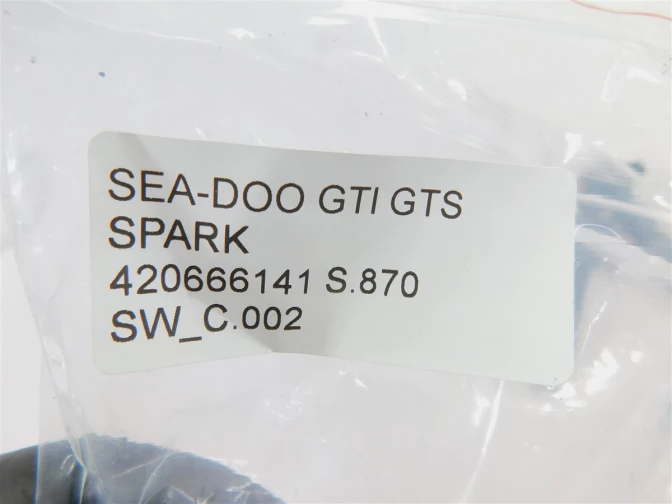 SEA-DOO GTI GTS
SPARK
420666141 S.870
SW_C.002